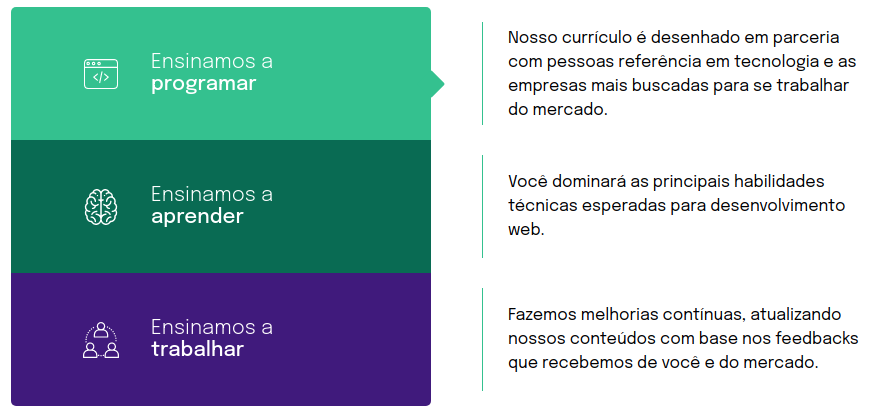 Ensinamos a
programar
Nosso currículo é desenhado em parceria
com pessoas referência em tecnologia e as
empresas mais buscadas para se trabalhar
do mercado.
Ensinamos a
aprender
Você dominará as principais habilidades
técnicas esperadas para desenvolvimento
web.
Ensinamos a
trabalhar
Fazemos melhorias contínuas, atualizando
nossos conteúdos com base nos feedbacks
que recebemos de você e do mercado.